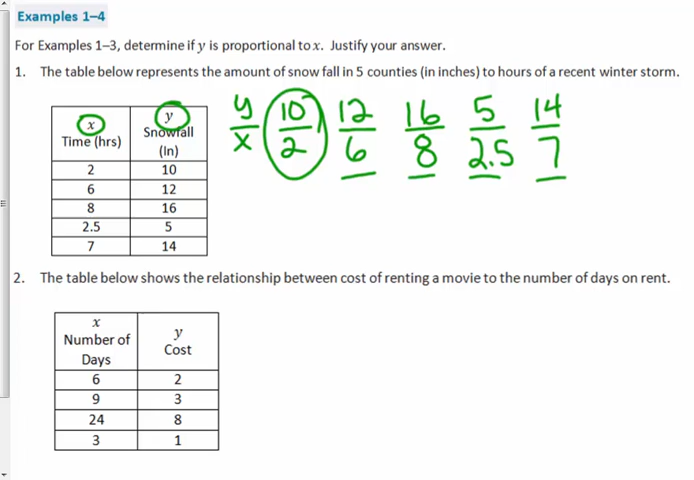 Examples 1–4
For Examples 1–3, determine if y is proportional to x. Justify your answer.
1. The table below represents the amount of snow fall in 5 counties (in inches) to hours of a recent winter storm.
x y
Time (hrs) Snowfall
(In)
2 10
6 12
8 16
2.5 5
7 14
y/x 10/2, 12/6 16/8 5/2.5 14/7
2. The table below shows the relationship between cost of renting a movie to the number of days on rent.
x y
Number of Cost
Days
6 2
9 3
24 8
3 1